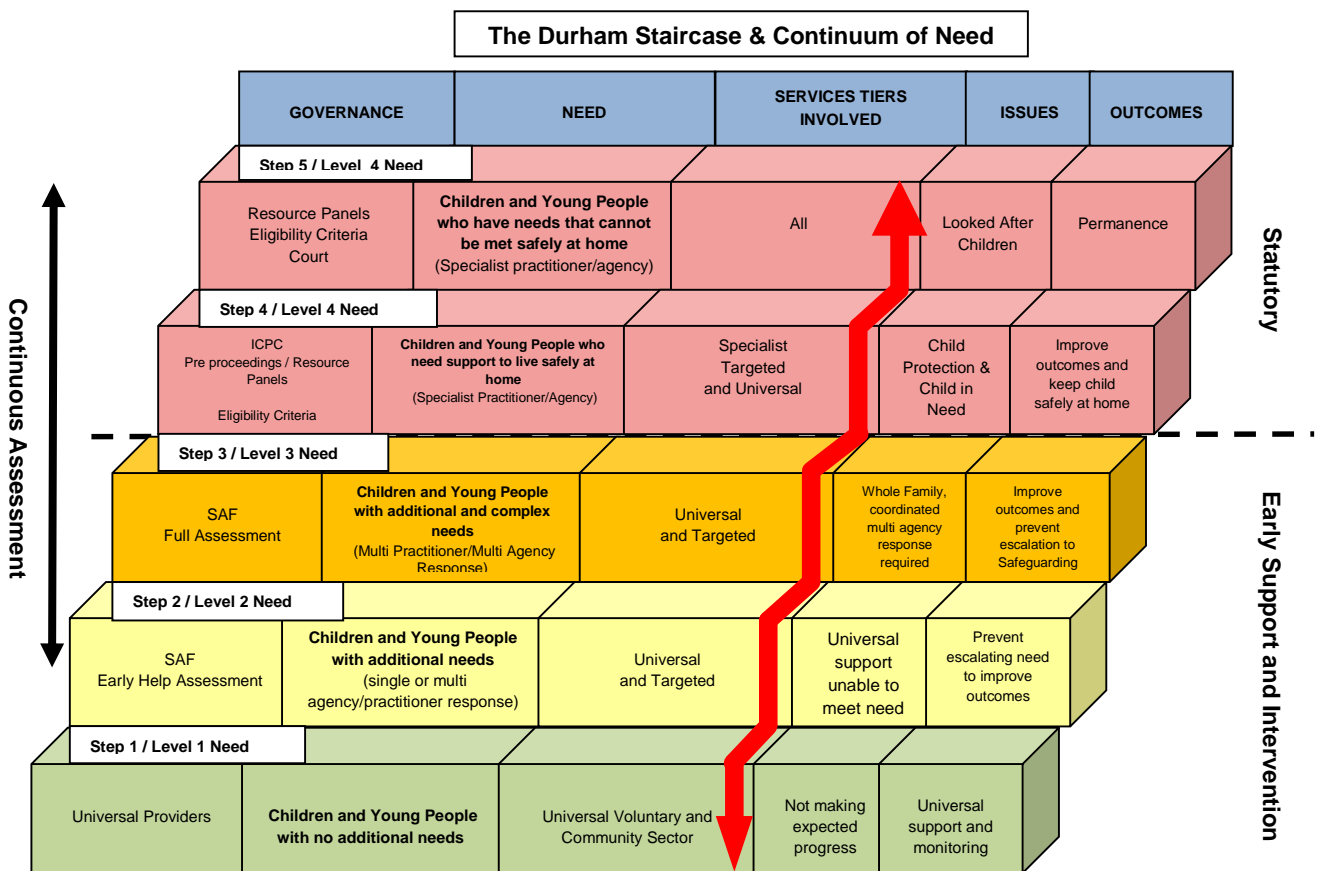 The Durham Staircase & Continuum of Need
GOVERNANCE
NEED
SERVICES TIERS
INVOLVED
ISSUES
OUTCOMES
Step 5 / Level 4 Need
Resource Panels
Eligibility Criteria
Court
Children and Young People
who have needs that cannot
be met safely at home
(Specialist practitioner/agency)
All
Looked After
Children
Permanence
Step 4 / Level 4 Need
ICPC
Pre proceedings / Resource
Panels
Eligibility Criteria
Children and Young People who
need support to live safely at
home
(Specialist Practitioner/Agency)
Specialist
Targeted
and Universal
Child
Protection &
Child in
Need
Improve
outcomes and
keep child
safely at home
Step 3 / Level 3 Need
SAF
Full Assessment
Children and Young People
with additional and complex
needs
(Multi Practitioner/Multi Agency
Response)
Universal
and Targeted
Whole Family,
coordinated
multi agency
response
required
Improve
outcomes and
prevent
escalation to
Safeguarding
Step 2 / Level 2 Need
SAF
Early Help Assessment
Children and Young People
with additional needs
(single or multi
agency/practitioner response)
Universal
and Targeted
Universal
support
unable to
meet need
Prevent
escalating need
to improve
outcomes
Step 1 / Level 1 Need
Universal Providers
Children and Young People
with no additional needs
Universal Voluntary and
Community Sector
Not making
expected
progress
Universal
support and
monitoring
Continuous Assessment
Statutory
Early Support and Intervention